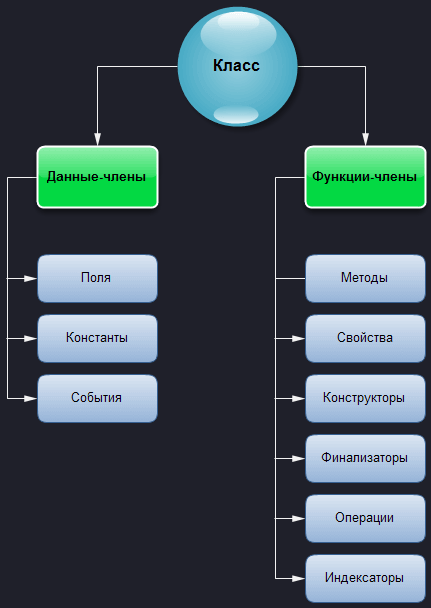 Класс
Данные-члены
Функции-члены
Поля
Методы
Константы
Свойства
События
Конструкторы
Финализаторы
Операции
Индексаторы